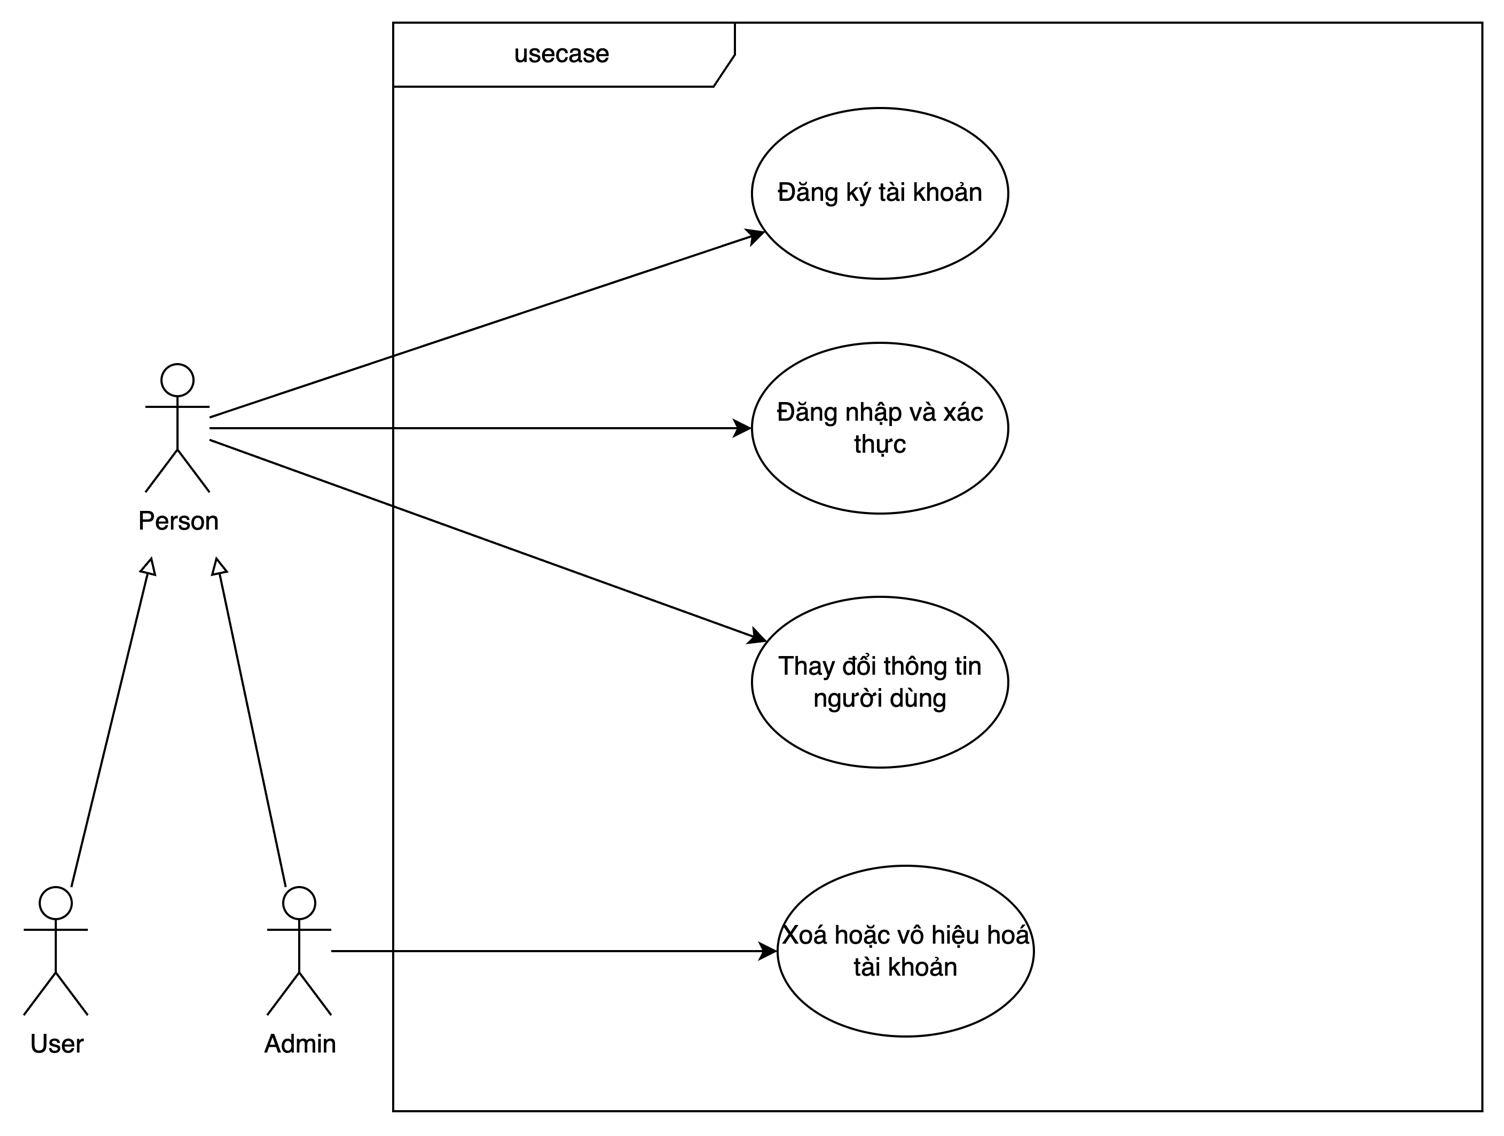 usecase
Đăng ký tài khoản
Đăng nhập và xác
thực
Person
Thay đổi thông tin
người dùng
Xoá hoặc vô hiệu hoá
tài khoản
User
Admin